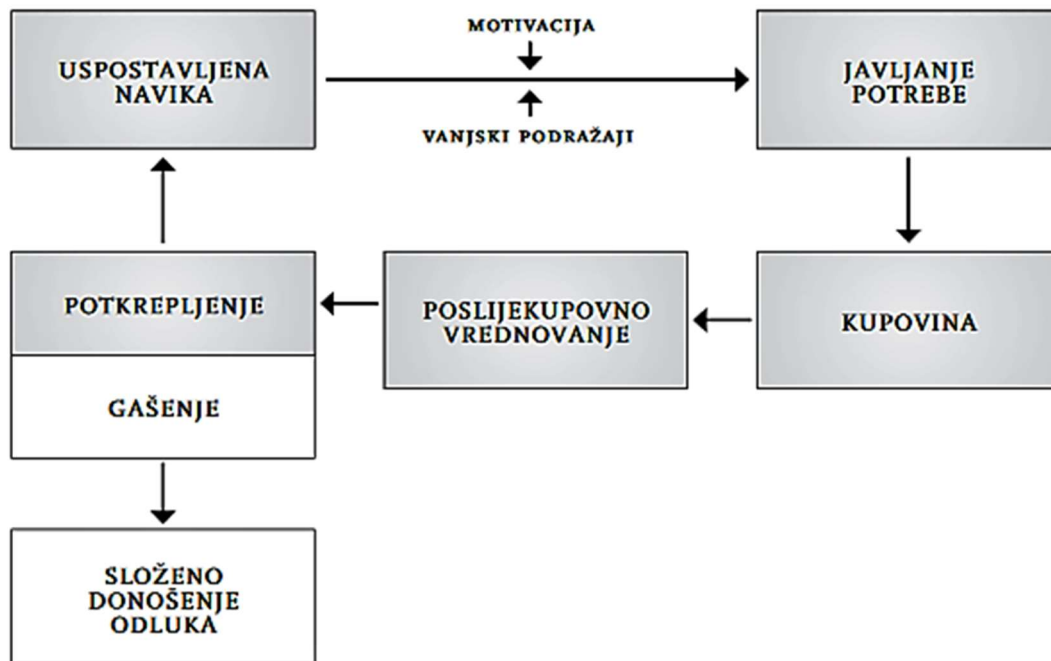 MOTIVACIJA
USPOSTAVLJENA
NAVIKA
JAVLJANJE
POTREBE
VANJSKI PODRAŽAJI
POTKREPLJENJE
POSLIJEKUPOVNO
VREDNOVANJE
KUPOVINA
GAŠENJE
SLOŽENO
DONOŠENJE
ODLUKA